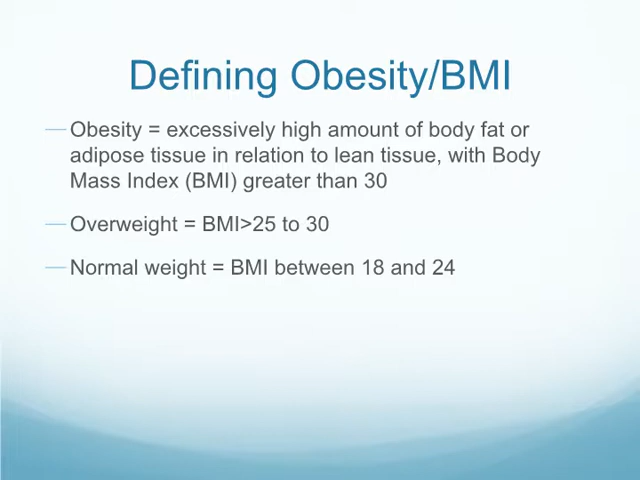 Defining Obesity/BMI
—Obesity = excessively high amount of body fat or
adipose tissue in relation to lean tissue, with Body
Mass Index (BMI) greater than 30
—Overweight = BMI>25 to 30
—Normal weight = BMI between 18 and 24